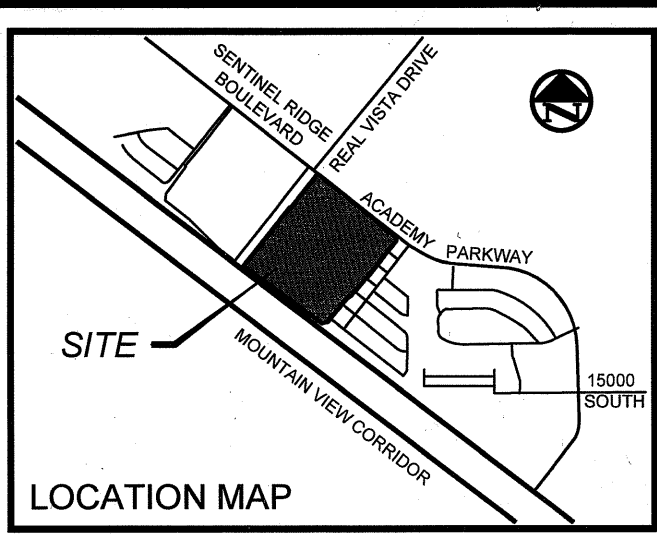 SENTINEL RIDGE
BOULEVARD
REAL VISTA DRIVE
N
ACADEMY
PARKWAY
SITE
MOUNTAIN VIEW CORRIDOR
15000
SOUTH
LOCATION MAP